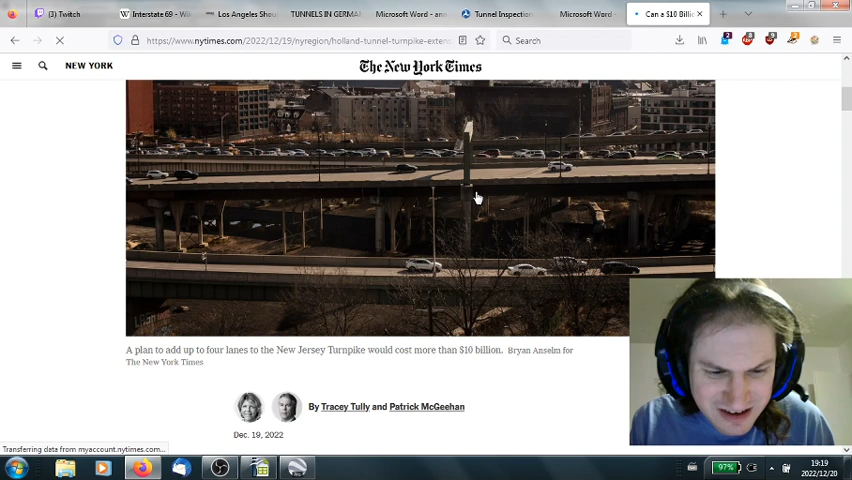 (3) Twitch
Interstate 69 - Wiki
Los Angeles Shou
TUNNELS IN GERMAN
Microsoft Word - ann
Tunnel Inspection
Microsoft Word -
Can a $10 Billi
https://www.nytimes.com/2022/12/19/nyregion/holland-tunnel-turnpike-extens
Search
NEW YORK
The New York Times
A plan to add up to four lanes to the New Jersey Turnpike would cost more than $10 billion. Bryan Anselm for
The New York Times
By Tracey Tully and Patrick McGeehan
Dec. 19, 2022
Transferring data from myaccount.nytimes.com...
97%
19:19
2022/12/20